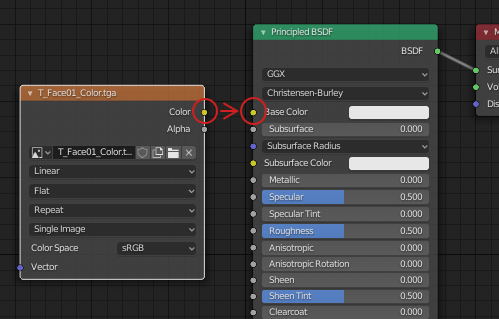 T_Face01_Color.tga
Color
Alpha
T_Face01_Color.t...
Linear
Flat
Repeat
Single Image
Color Space
sRGB
Vector
Principled BSDF
BSDF
GGX
Christensen-Burley
Base Color
Subsurface 0.000
Subsurface Radius
Subsurface Color
Metallic 0.000
Specular 0.500
Specular Tint 0.000
Roughness 0.500
Anisotropic 0.000
Anisotropic Rotation 0.000
Sheen 0.000
Sheen Tint 0.500
Clearcoat 0.000
M
Al
Sur
Vo
Dis